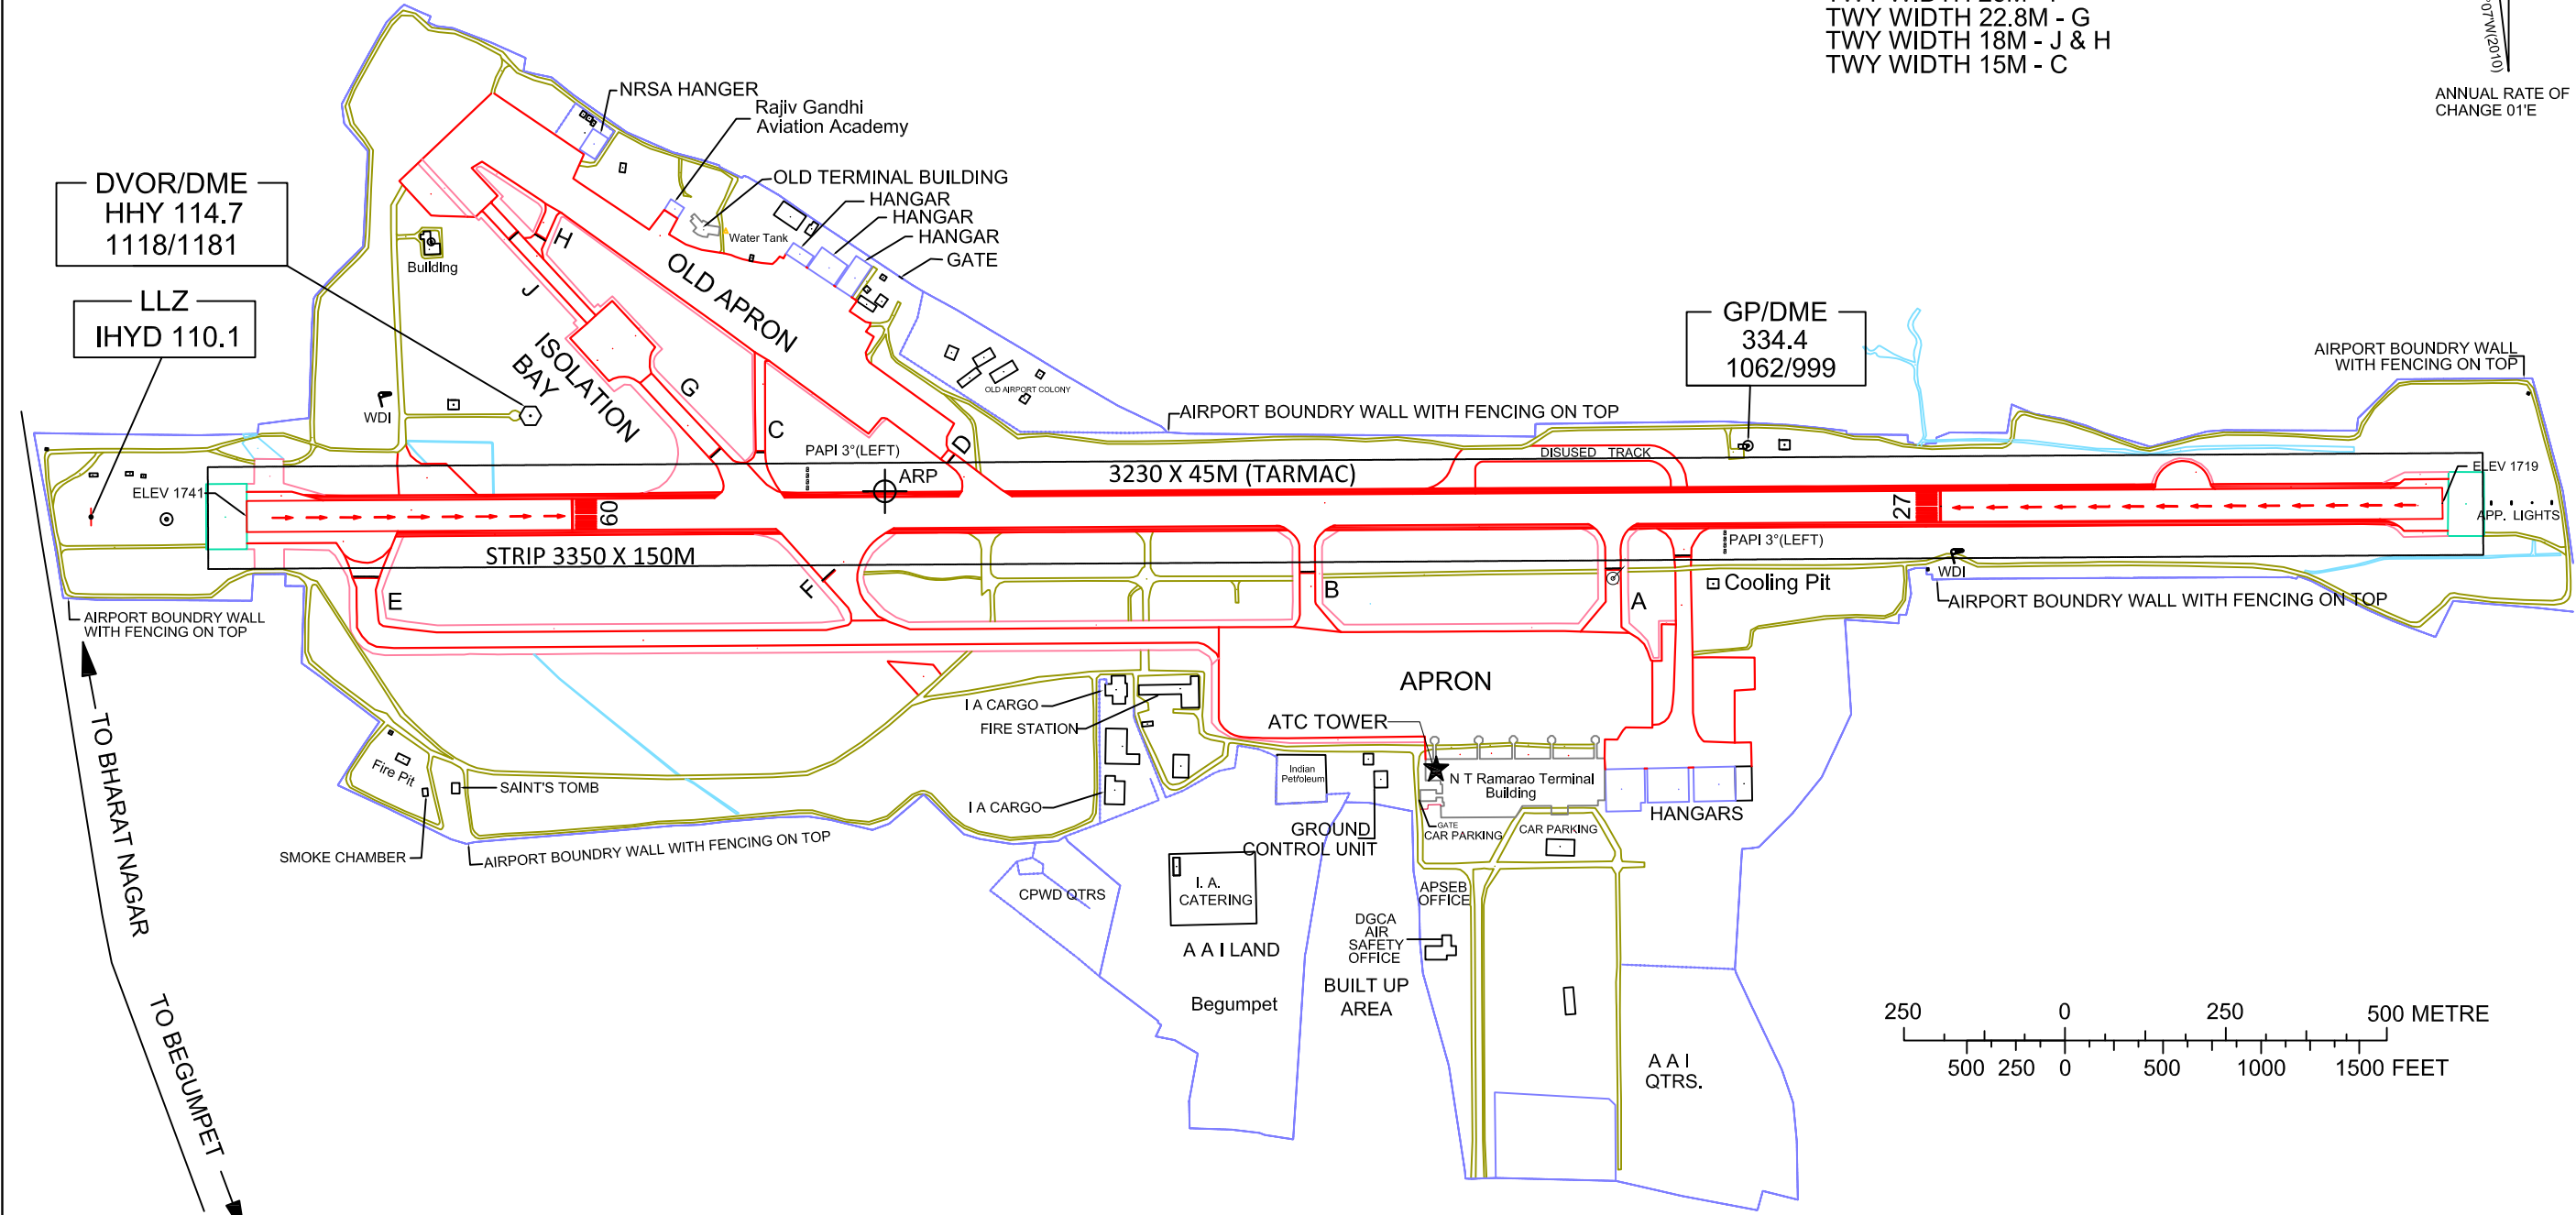 TWY WIDTH 22.8M - G
TWY WIDTH 18M - J & H
TWY WIDTH 15M - C
07'W(2010)
ANNUAL RATE OF
CHANGE 01'E
NRSA HANGER
Rajiv Gandhi
Aviation Academy
OLD TERMINAL BUILDING
HANGAR
HANGAR
HANGAR
GATE
Water Tank
DVOR/DME
HHY 114.7
1118/1181
LLZ
IHYD 110.1
Building
H
J
OLD APRON
ISOLATION
BAY
G
C
D
WDI
OLD AIRPORT COLONY
GP/DME
334.4
1062/999
AIRPORT BOUNDRY WALL
WITH FENCING ON TOP
AIRPORT BOUNDRY WALL WITH FENCING ON TOP
PAPI 3°(LEFT)
ARP
3230 X 45M (TARMAC)
DISUSED TRACK
ELEV 1741
ELEV 1719
09
27
APP. LIGHTS
STRIP 3350 X 150M
PAPI 3°(LEFT)
WDI
Cooling Pit
E
F
B
A
AIRPORT BOUNDRY WALL WITH FENCING ON TOP
AIRPORT BOUNDRY WALL
WITH FENCING ON TOP
APRON
I A CARGO
FIRE STATION
ATC TOWER
TO BHARAT NAGAR
Fire Pit
SAINT'S TOMB
I A CARGO
Indian
Petfoleum
N T Ramarao Terminal
Building
HANGARS
GATE
CAR PARKING
CAR PARKING
GROUND
CONTROL UNIT
SMOKE CHAMBER
AIRPORT BOUNDRY WALL WITH FENCING ON TOP
CPWD QTRS
I. A.
CATERING
APSEB
OFFICE
DGCA
AIR
SAFETY
OFFICE
A A I LAND
BUILT UP
AREA
Begumpet
TO BEGUMPET
A A I
QTRS.
250 0 250 500 METRE
500 250 0 500 1000 1500 FEET